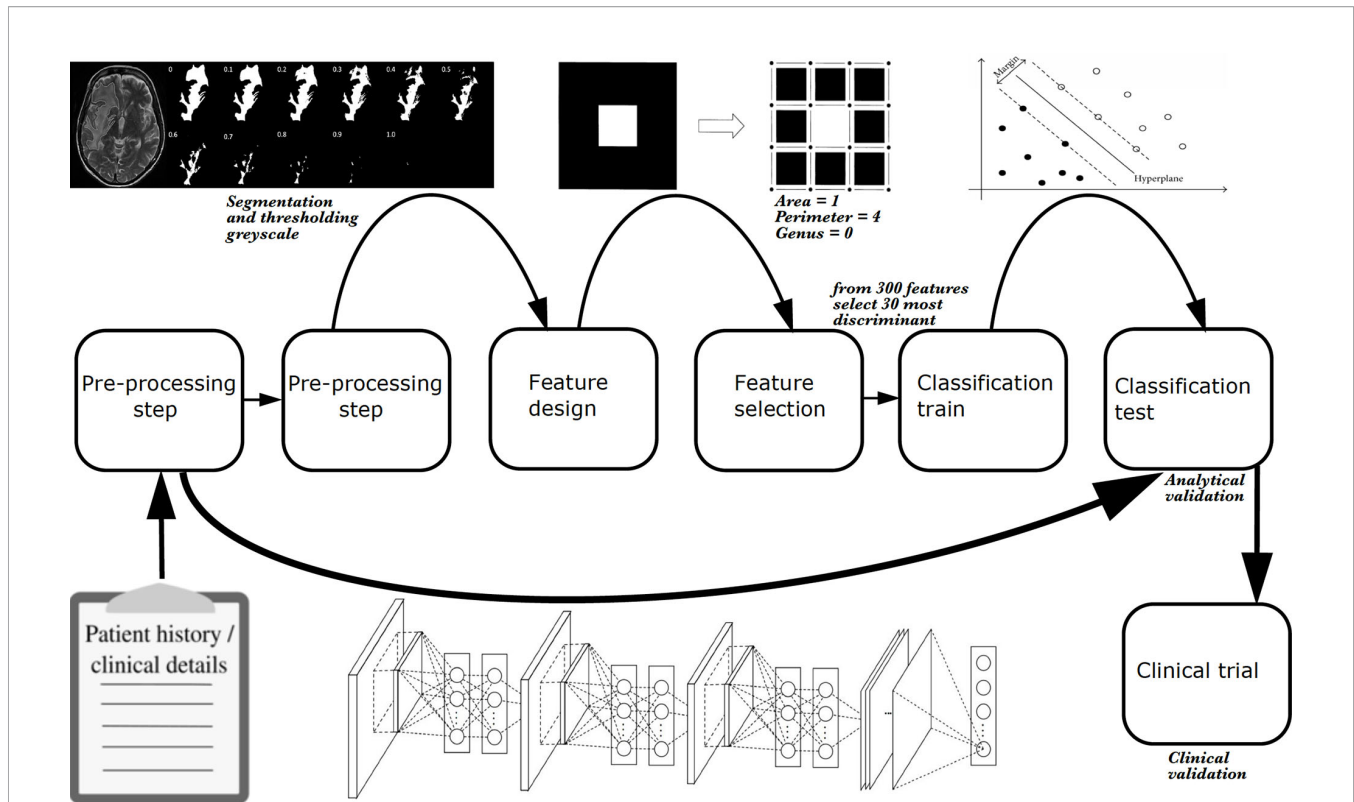 0
0.1
0.2
0.3
0.4
0.5
0.6
0.7
0.8
0.9
1.0
Segmentation
and thresholding
greyscale
Area = 1
Perimeter = 4
Genus = 0
Margin
Hyperplane
from 300 features
select 30 most
discriminant
Pre-processing
step
Pre-processing
step
Feature
design
Feature
selection
Classification
train
Classification
test
Analytical
validation
Patient history /
clinical details
Clinical trial
Clinical
validation